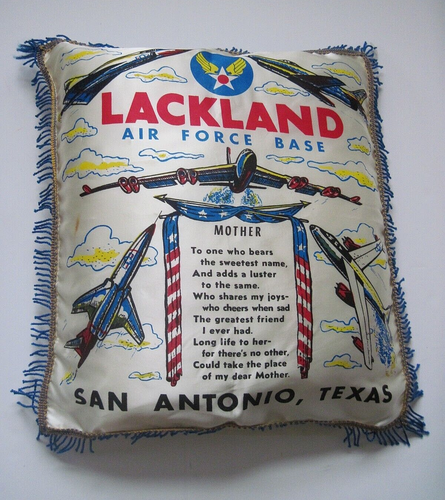 LACKLAND
AIR FORCE BASE
MOTHER
To one who bears
the sweetest name,
And adds a luster
to the same.
Who shares my joys-
who cheers when sad
The greatest friend
I ever had.
Long life to her-
for there's no other,
Could take the place
of my dear Mother.
SAN ANTONIO, TEXAS